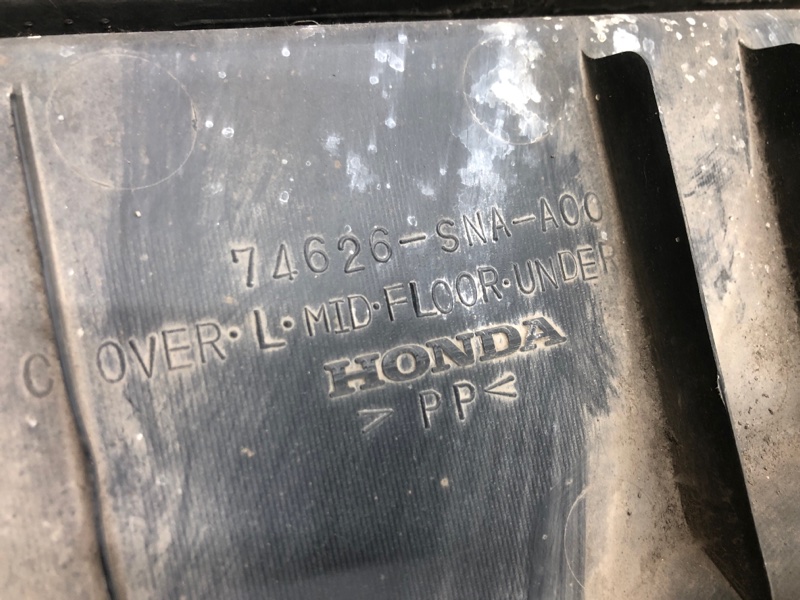 74626-SNA-A00
COVER·L·MID·FLOOR·UNDER
HONDA
>PP<